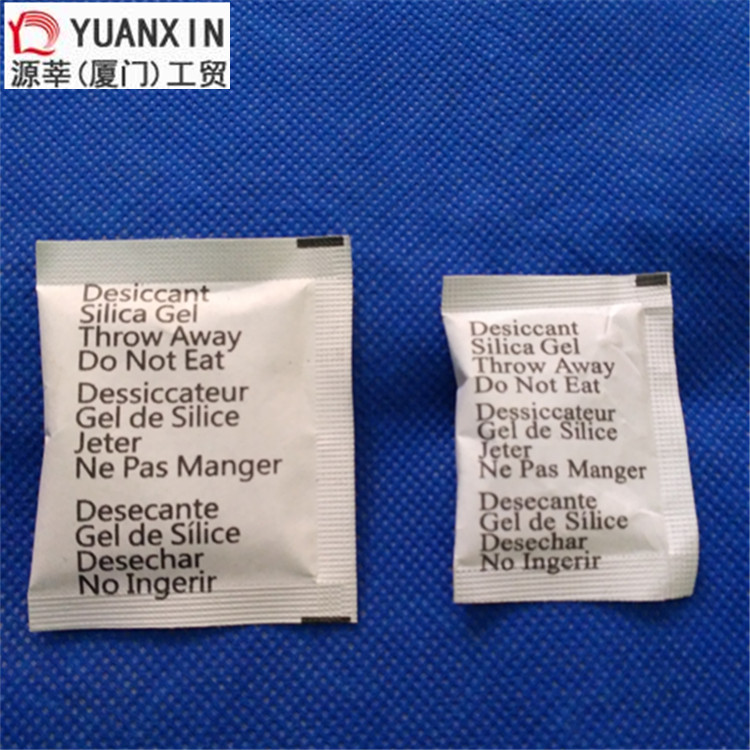 YUANXIN
源莘(厦门)工贸
Desiccant
Silica Gel
Throw Away
Do Not Eat
Dessiccateur
Gel de Silice
Jeter
Ne Pas Manger
Desecante
Gel de Sílice
Desechar
No Ingerir
Desiccant
Silica Gel
Throw Away
Do Not Eat
Dessiccateur
Gel de Silice
Jeter
Ne Pas Manger
Desecante
Gel de Sílice
Desechar
No Ingerir